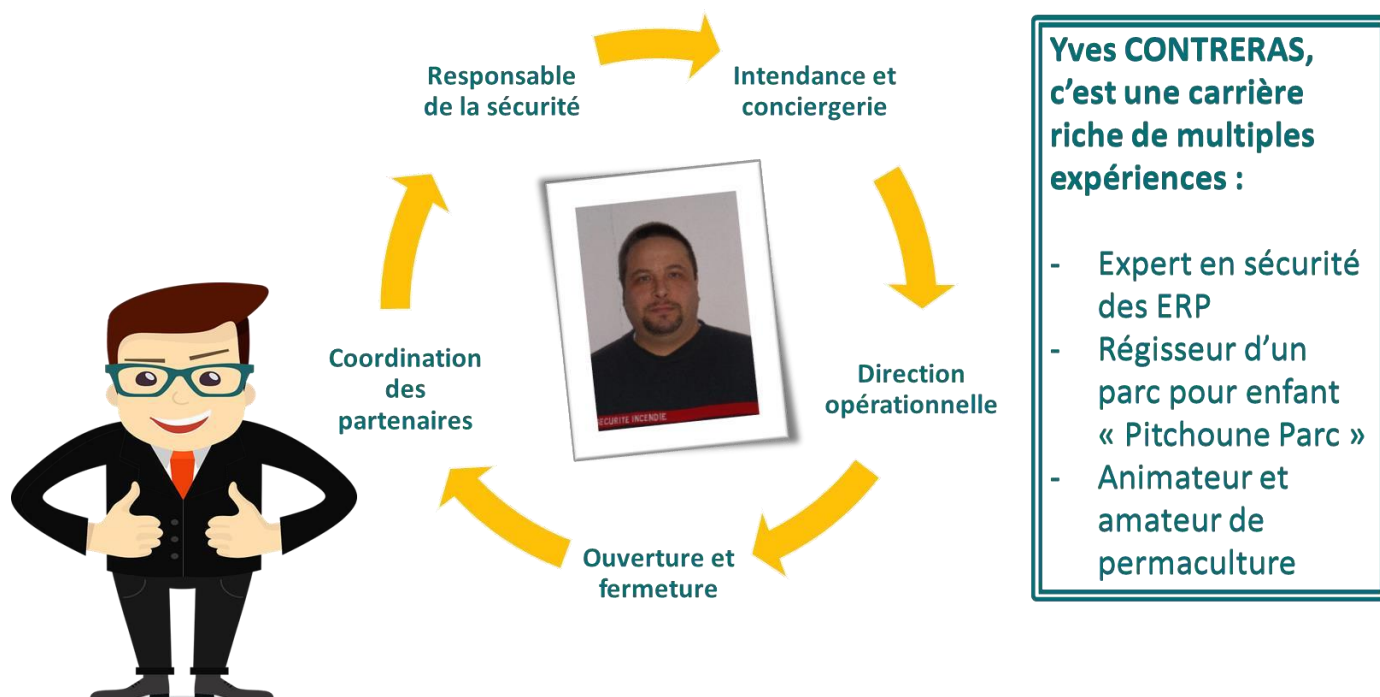 Responsable
de la sécurité
Intendance et
conciergerie
Direction
opérationnelle
Ouverture et
fermeture
Coordination
des
partenaires
SECURITE INCENDIE
Yves CONTRERAS,
c’est une carrière
riche de multiples
expériences :
- Expert en sécurité
des ERP
- Régisseur d’un
parc pour enfant
« Pitchoune Parc »
- Animateur et
amateur de
permaculture